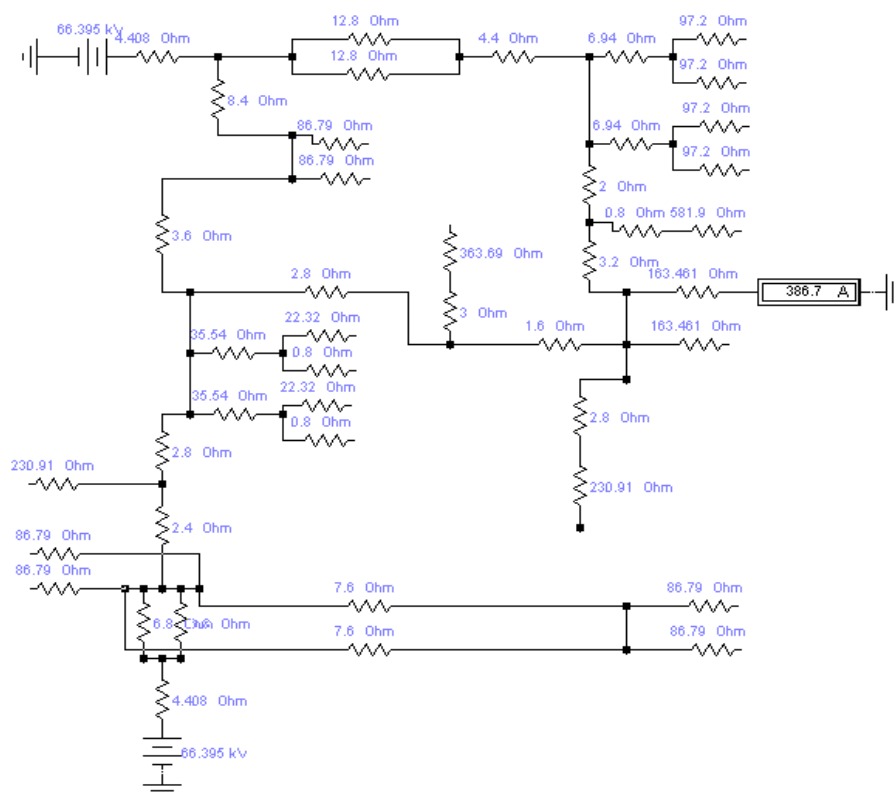 12.8 Ohm
97.2 Ohm
66.395 kV
4.408 Ohm
4.4 Ohm
6.94 Ohm
12.8 Ohm
97.2 Ohm
8.4 Ohm
97.2 Ohm
86.79 Ohm
6.94 Ohm
97.2 Ohm
86.79 Ohm
2 Ohm
0.8 Ohm
581.9 Ohm
3.6 Ohm
363.69 Ohm
3.2 Ohm
2.8 Ohm
163.461 Ohm
386.7 A
3 Ohm
22.32 Ohm
35.54 Ohm
1.6 Ohm
163.461 Ohm
0.8 Ohm
22.32 Ohm
35.54 Ohm
0.8 Ohm
2.8 Ohm
2.8 Ohm
230.91 Ohm
230.91 Ohm
2.4 Ohm
86.79 Ohm
86.79 Ohm
7.6 Ohm
86.79 Ohm
6.8
Ohm
7.6 Ohm
86.79 Ohm
4.408 Ohm
66.395 kV